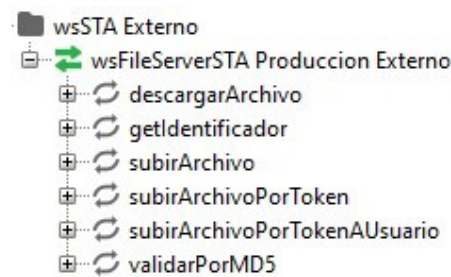 wsSTA Externo
wsFileServerSTA Produccion Externo
descargarArchivo
getIdentificador
subirArchivo
subirArchivoPorToken
subirArchivoPorTokenAUsuario
validarPorMD5